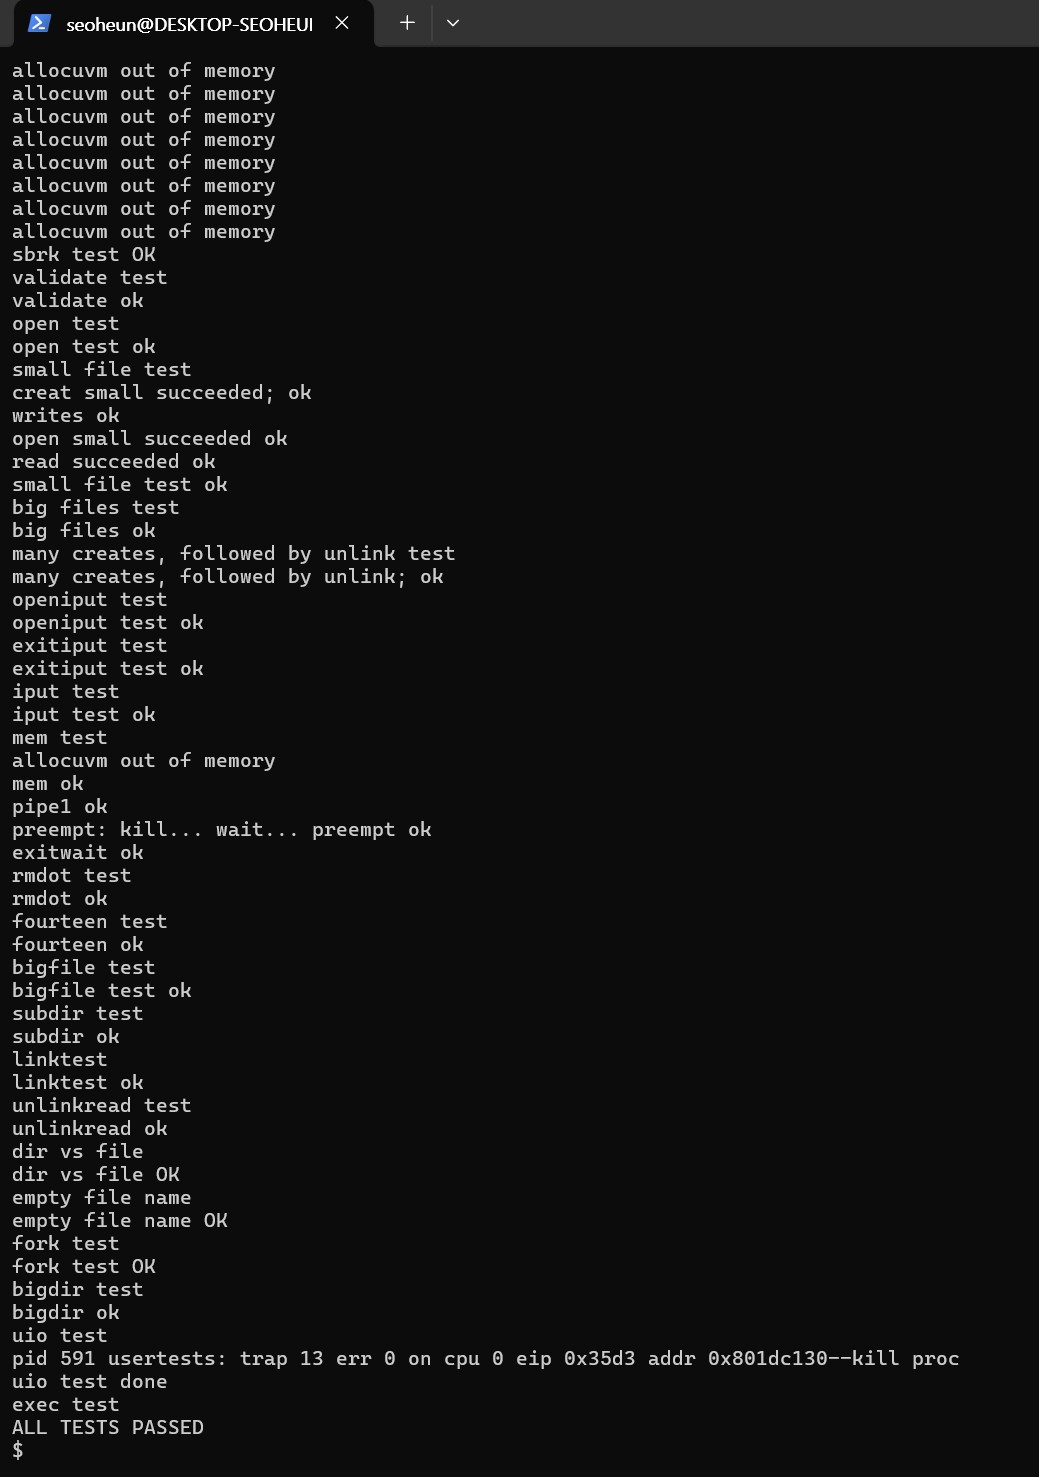 seoheun@DESKTOP-SEOHEUI
allocuvm out of memory
allocuvm out of memory
allocuvm out of memory
allocuvm out of memory
allocuvm out of memory
allocuvm out of memory
allocuvm out of memory
allocuvm out of memory
sbrk test OK
validate test
validate ok
open test
open test ok
small file test
creat small succeeded; ok
writes ok
open small succeeded ok
read succeeded ok
small file test ok
big files test
big files ok
many creates, followed by unlink test
many creates, followed by unlink; ok
openiput test
openiput test ok
exitiput test
exitiput test ok
iput test
iput test ok
mem test
allocuvm out of memory
mem ok
pipe1 ok
preempt: kill... wait... preempt ok
exitwait ok
rmdot test
rmdot ok
fourteen test
fourteen ok
bigfile test
bigfile test ok
subdir test
subdir ok
linktest
linktest ok
unlinkread test
unlinkread ok
dir vs file
dir vs file OK
empty file name
empty file name OK
fork test
fork test OK
bigdir test
bigdir ok
uio test
pid 591 usertests: trap 13 err 0 on cpu 0 eip 0x35d3 addr 0x801dc130--kill proc
uio test done
exec test
ALL TESTS PASSED
$